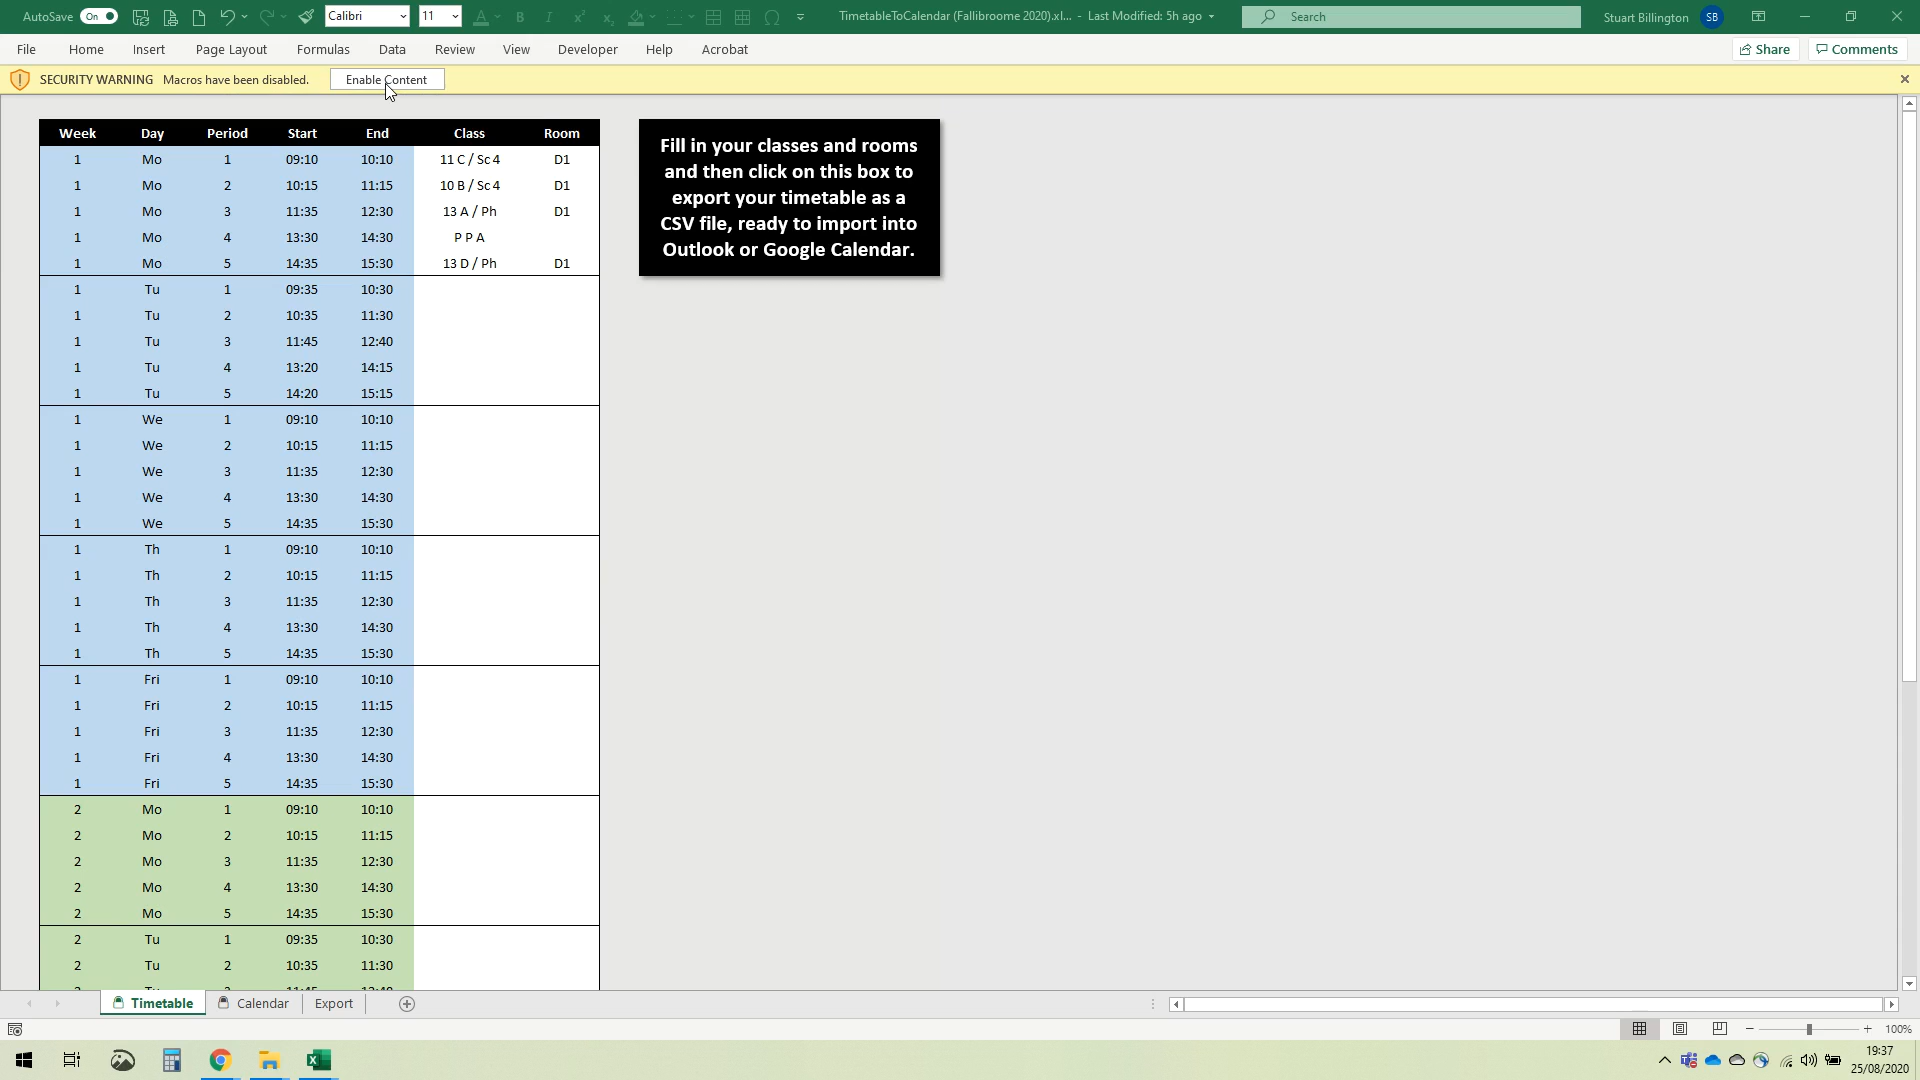 AutoSave On Calibri 11 A B I x² x₂ Ω TimetableToCalendar (Fallibroome 2020).xl... - Last Modified: 5h ago Search Stuart Billington SB
File Home Insert Page Layout Formulas Data Review View Developer Help Acrobat Share Comments
SECURITY WARNING Macros have been disabled. Enable Content
Week Day Period Start End Class Room
1 Mo 1 09:10 10:10 11 C / Sc 4 D1
1 Mo 2 10:15 11:15 10 B / Sc 4 D1
1 Mo 3 11:35 12:30 13 A / Ph D1
1 Mo 4 13:30 14:30 P P A
1 Mo 5 14:35 15:30 13 D / Ph D1
1 Tu 1 09:35 10:30
1 Tu 2 10:35 11:30
1 Tu 3 11:45 12:40
1 Tu 4 13:20 14:15
1 Tu 5 14:20 15:15
1 We 1 09:10 10:10
1 We 2 10:15 11:15
1 We 3 11:35 12:30
1 We 4 13:30 14:30
1 We 5 14:35 15:30
1 Th 1 09:10 10:10
1 Th 2 10:15 11:15
1 Th 3 11:35 12:30
1 Th 4 13:30 14:30
1 Th 5 14:35 15:30
1 Fri 1 09:10 10:10
1 Fri 2 10:15 11:15
1 Fri 3 11:35 12:30
1 Fri 4 13:30 14:30
1 Fri 5 14:35 15:30
2 Mo 1 09:10 10:10
2 Mo 2 10:15 11:15
2 Mo 3 11:35 12:30
2 Mo 4 13:30 14:30
2 Mo 5 14:35 15:30
2 Tu 1 09:35 10:30
2 Tu 2 10:35 11:30
Fill in your classes and rooms
and then click on this box to
export your timetable as a
CSV file, ready to import into
Outlook or Google Calendar.
Timetable Calendar Export
100%
19:37
25/08/2020